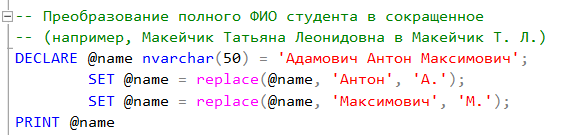 -- Преобразование полного ФИО студента в сокращенное
-- (например, Макейчик Татьяна Леонидовна в Макейчик Т. Л.)
DECLARE @name nvarchar(50) = 'Адамович Антон Максимович';
SET @name = replace(@name, 'Антон', 'А.');
SET @name = replace(@name, 'Максимович', 'М.');
PRINT @name